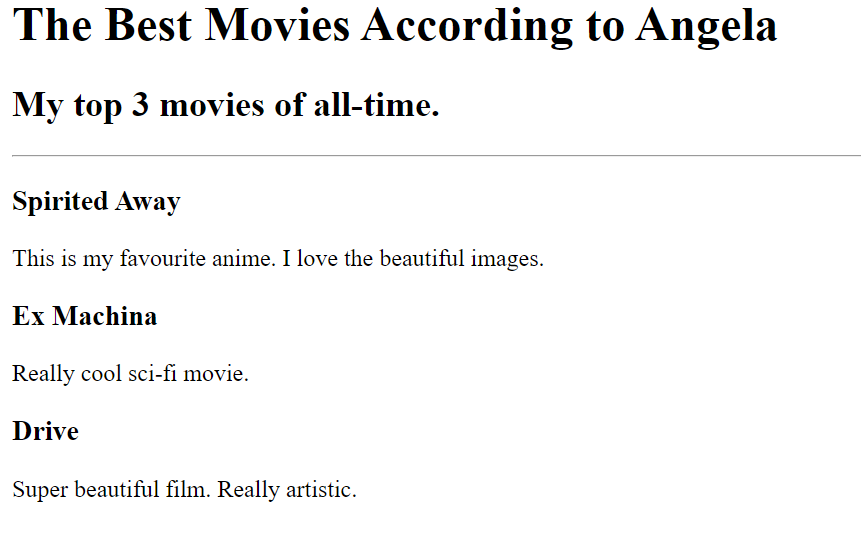 The Best Movies According to Angela
My top 3 movies of all-time.
Spirited Away
This is my favourite anime. I love the beautiful images.
Ex Machina
Really cool sci-fi movie.
Drive
Super beautiful film. Really artistic.